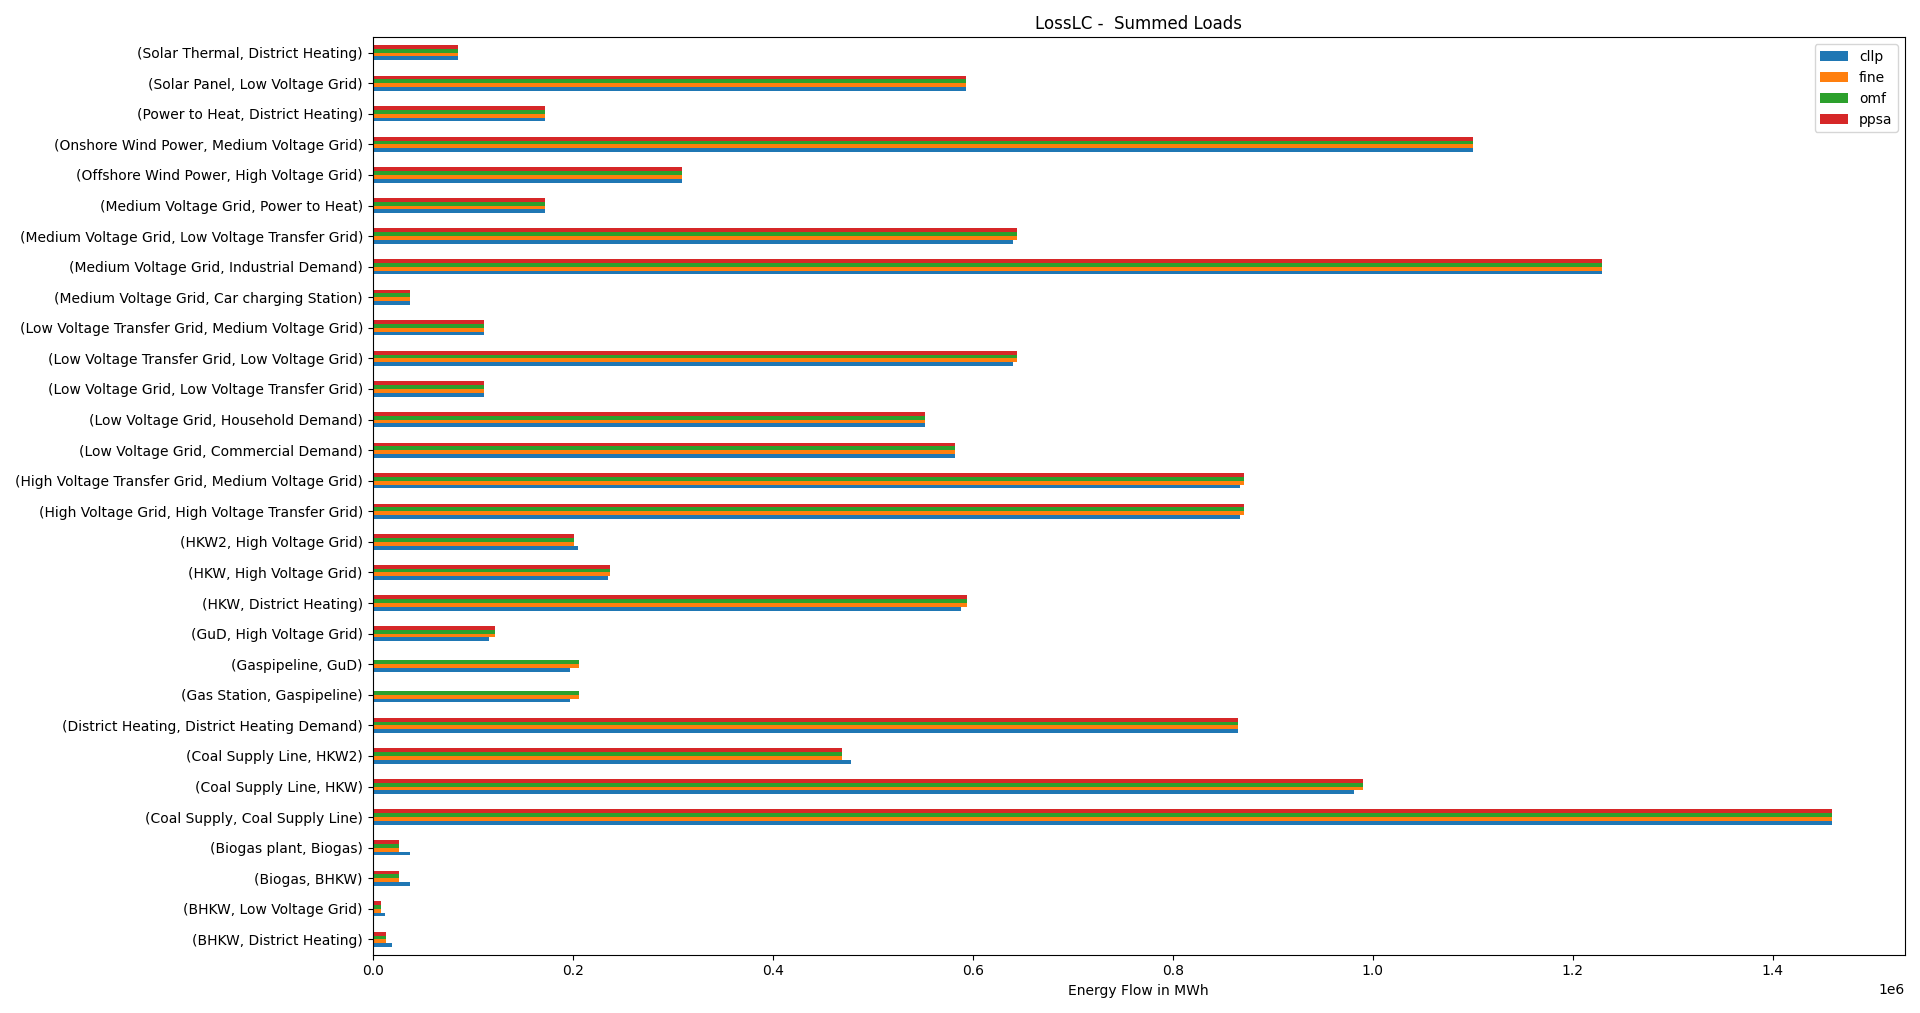 LossLC -  Summed Loads
(Solar Thermal, District Heating)
(Solar Panel, Low Voltage Grid)
(Power to Heat, District Heating)
(Onshore Wind Power, Medium Voltage Grid)
(Offshore Wind Power, High Voltage Grid)
(Medium Voltage Grid, Power to Heat)
(Medium Voltage Grid, Low Voltage Transfer Grid)
(Medium Voltage Grid, Industrial Demand)
(Medium Voltage Grid, Car charging Station)
(Low Voltage Transfer Grid, Medium Voltage Grid)
(Low Voltage Transfer Grid, Low Voltage Grid)
(Low Voltage Grid, Low Voltage Transfer Grid)
(Low Voltage Grid, Household Demand)
(Low Voltage Grid, Commercial Demand)
(High Voltage Transfer Grid, Medium Voltage Grid)
(High Voltage Grid, High Voltage Transfer Grid)
(HKW2, High Voltage Grid)
(HKW, High Voltage Grid)
(HKW, District Heating)
(GuD, High Voltage Grid)
(Gaspipeline, GuD)
(Gas Station, Gaspipeline)
(District Heating, District Heating Demand)
(Coal Supply Line, HKW2)
(Coal Supply Line, HKW)
(Coal Supply, Coal Supply Line)
(Biogas plant, Biogas)
(Biogas, BHKW)
(BHKW, Low Voltage Grid)
(BHKW, District Heating)
cllp
fine
omf
ppsa
0.0 0.2 0.4 0.6 0.8 1.0 1.2 1.4
1e6
Energy Flow in MWh